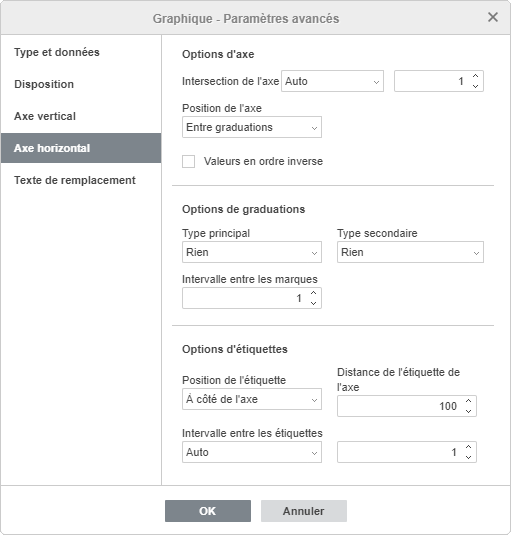 Graphique - Paramètres avancés
Type et données
Disposition
Axe vertical
Axe horizontal
Texte de remplacement
Options d'axe
Intersection de l'axe Auto 1
Position de l'axe
Entre graduations
Valeurs en ordre inverse
Options de graduations
Type principal Type secondaire
Rien Rien
Intervalle entre les marques
1
Options d'étiquettes
Position de l'étiquette
À côté de l'axe
Distance de l'étiquette de
l'axe
100
Intervalle entre les étiquettes
Auto 1
OK Annuler